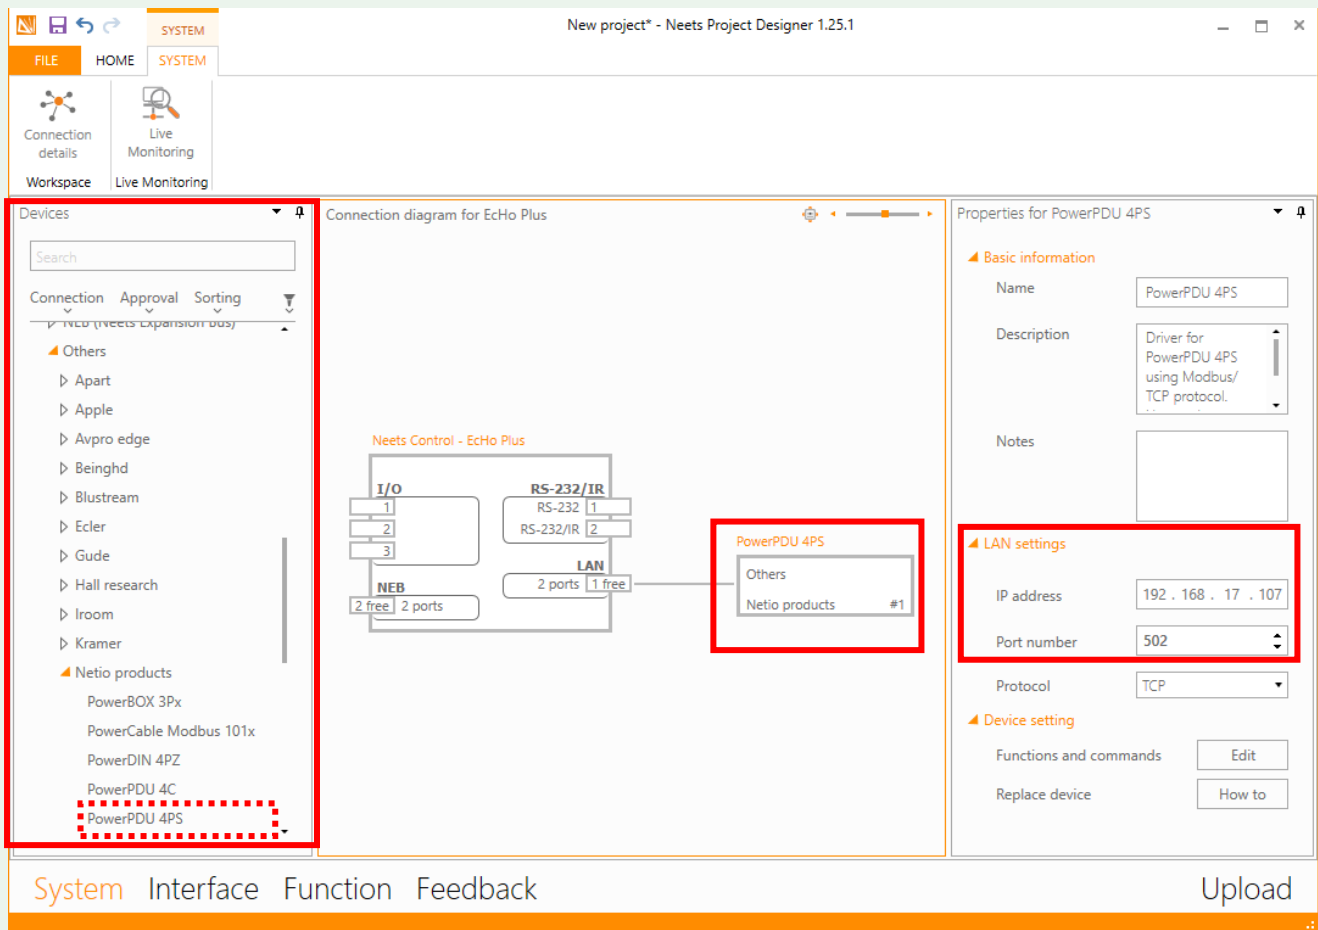 New project* - Neets Project Designer 1.25.1
SYSTEM
FILE
HOME
SYSTEM
Connection
details
Live
Monitoring
Workspace
Live Monitoring
Devices
Search
Connection
Approval
Sorting
NEB (Neets Expansion Bus)
Others
Apart
Apple
Avpro edge
Beinghd
Blustream
Ecler
Gude
Hall research
Iroom
Kramer
Netio products
PowerBOX 3Px
PowerCable Modbus 101x
PowerDIN 4PZ
PowerPDU 4C
PowerPDU 4PS
Connection diagram for EcHo Plus
Neets Control - EcHo Plus
I/O
1
2
3
RS-232/IR
RS-232 1
RS-232/IR 2
LAN
2 ports 1 free
NEB
2 free 2 ports
PowerPDU 4PS
Others
Netio products #1
Properties for PowerPDU 4PS
Basic information
Name
PowerPDU 4PS
Description
Driver for
PowerPDU 4PS
using Modbus/
TCP protocol.
Notes
LAN settings
IP address
192 . 168 . 17 . 107
Port number
502
Protocol
TCP
Device setting
Functions and commands
Edit
Replace device
How to
System Interface Function Feedback
Upload